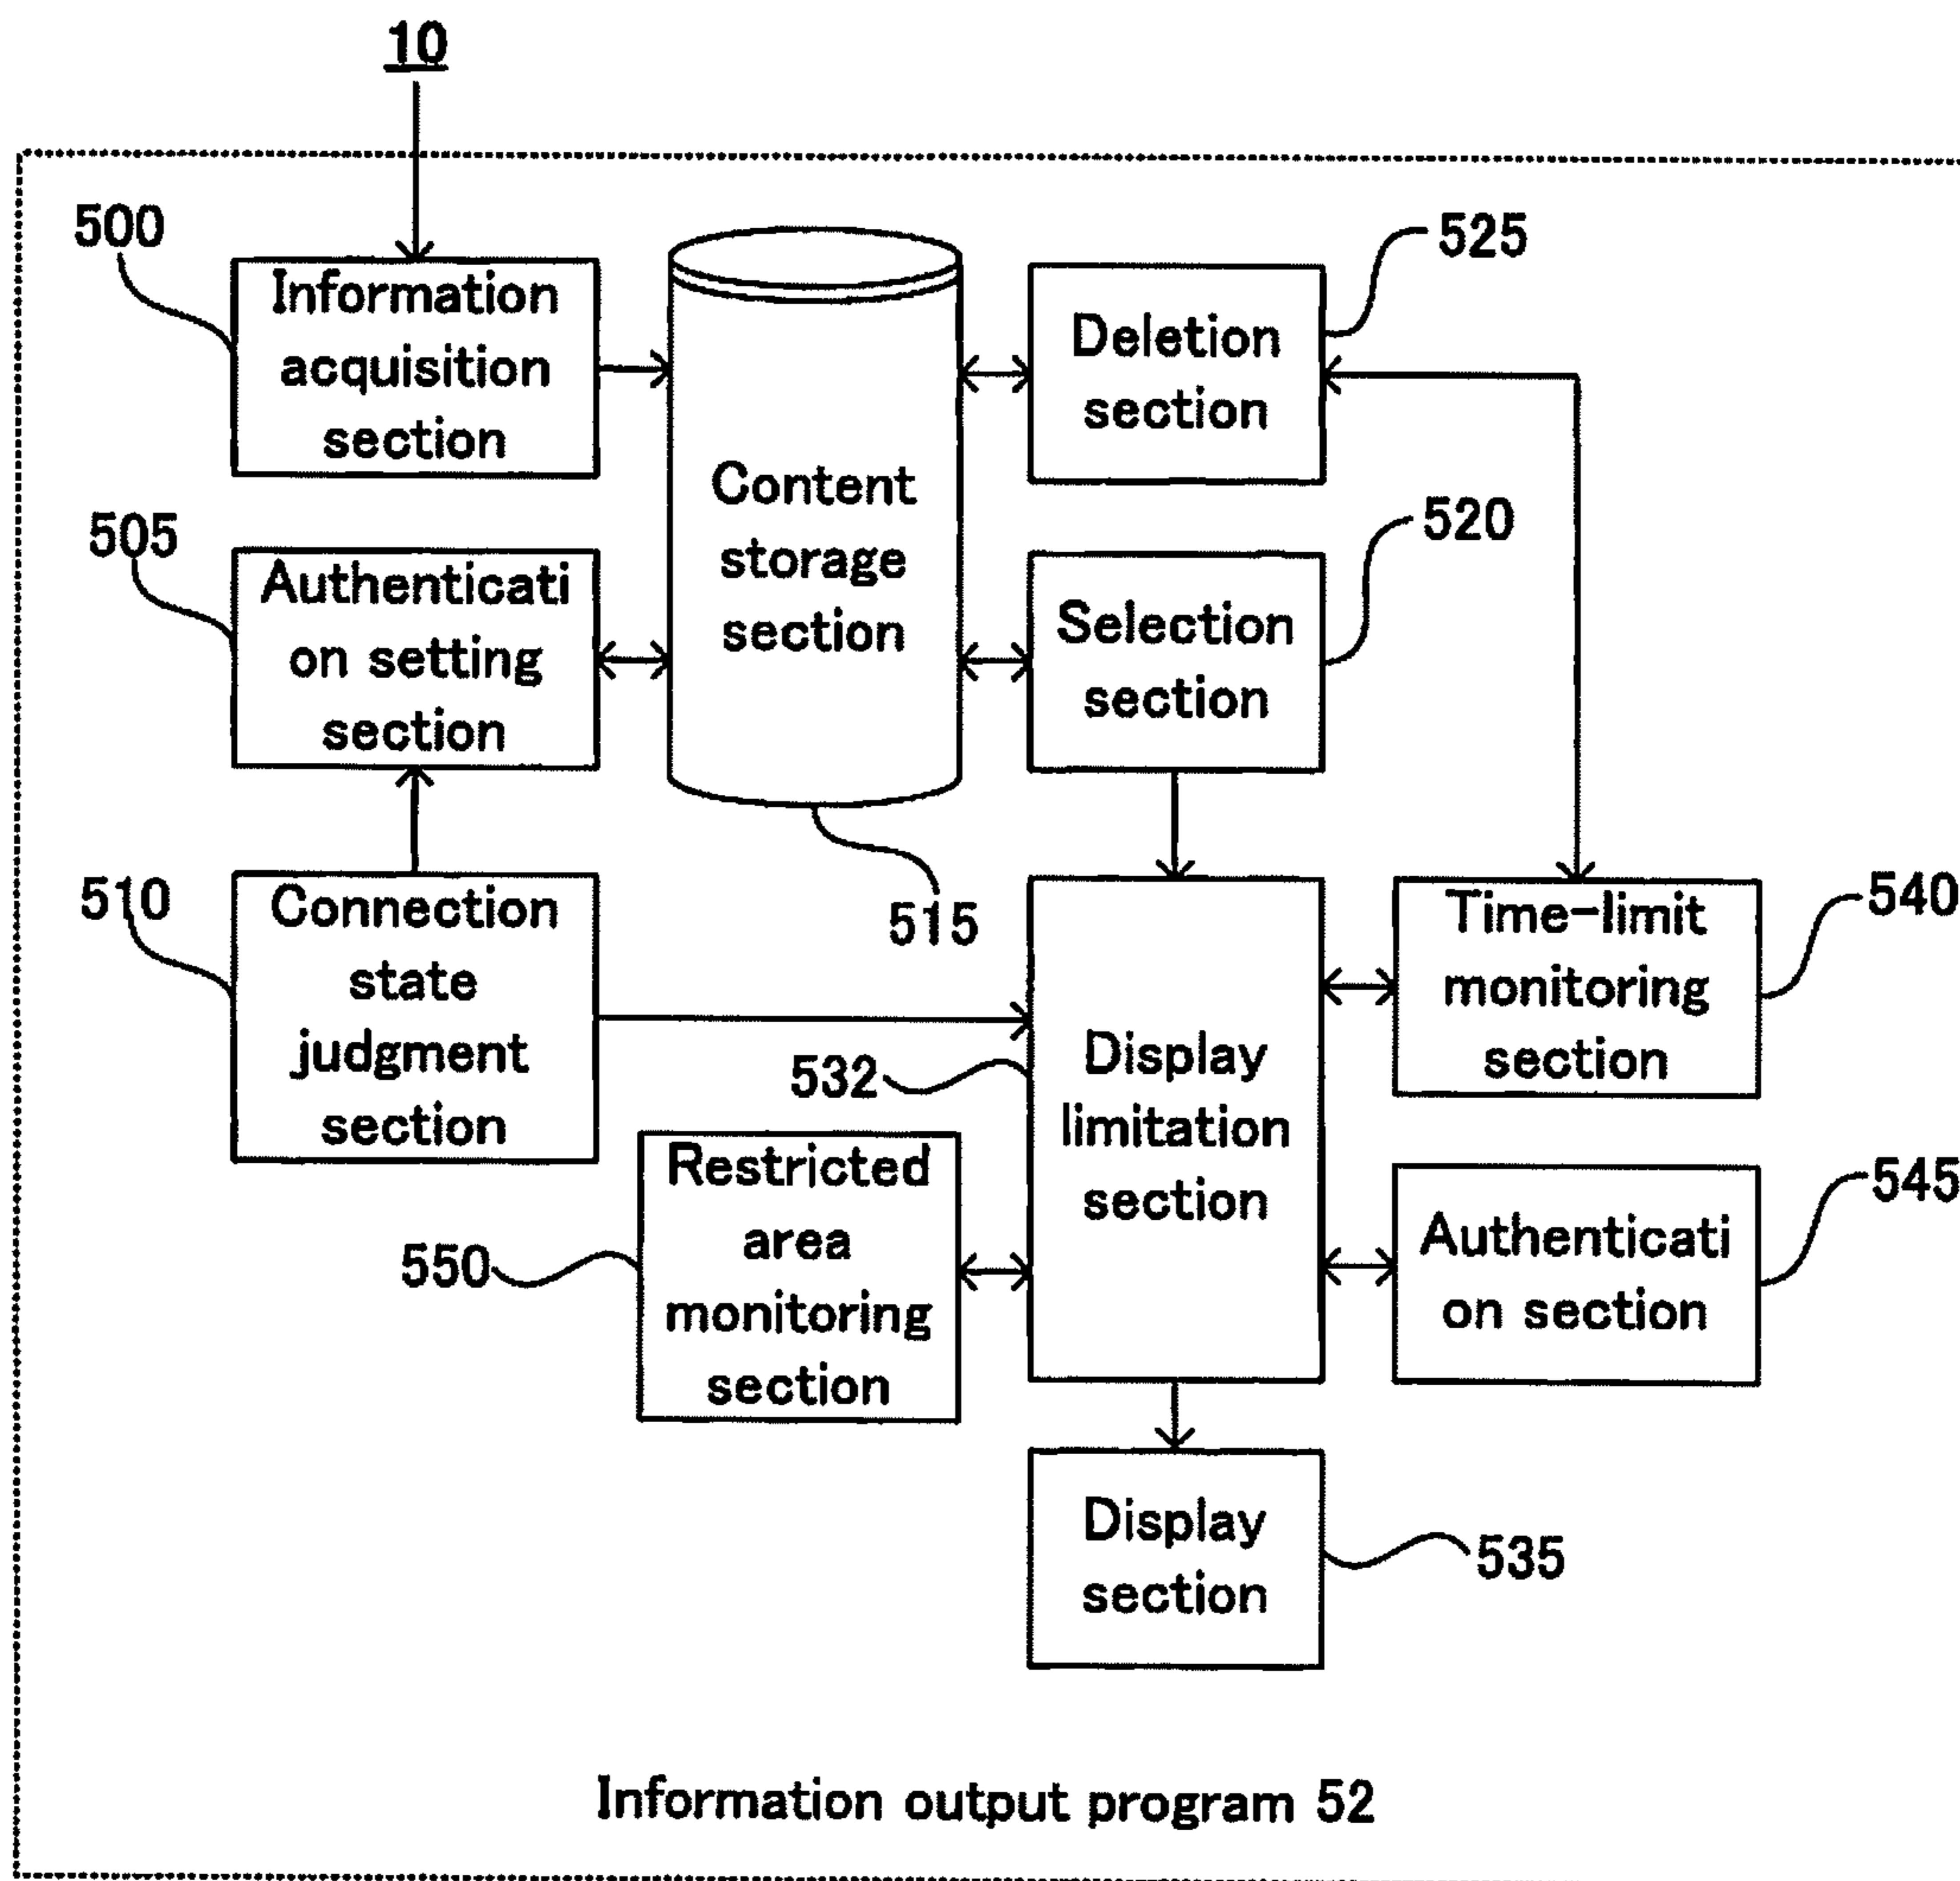 10
500
Information
acquisition
section
505
Authenticati
on setting
section
510
Connection
state
judgment
section
Content
storage
section
515
525
Deletion
section
520
Selection
section
532
Display
limitation
section
540
Time-limit
monitoring
section
545
Authenticati
on section
550
Restricted
area
monitoring
section
Display
section
535
Information output program 52